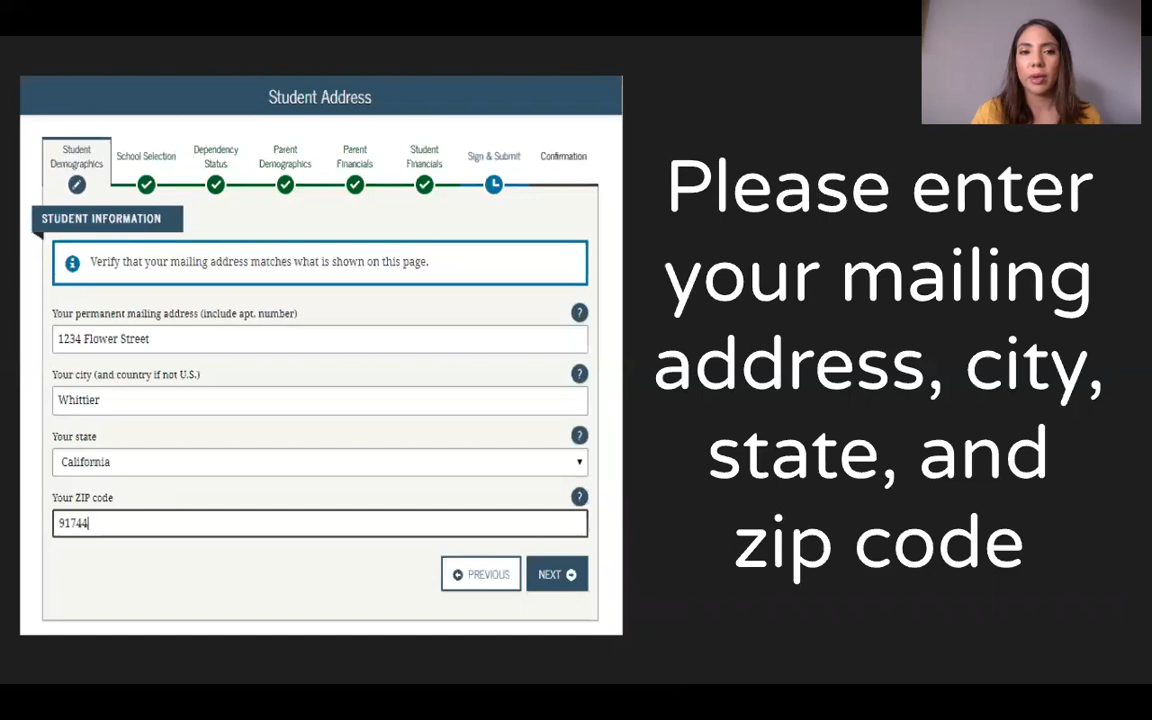 Student Address
Student
Demographics
School Selection
Dependency
Status
Parent
Demographics
Parent
Financials
Student
Financials
Sign & Submit
Confirmation
STUDENT INFORMATION
Verify that your mailing address matches what is shown on this page.
Your permanent mailing address (include apt. number)
?
1234 Flower Street
Your city (and country if not U.S.)
?
Whittier
Your state
?
California
Your ZIP code
?
91744
PREVIOUS
NEXT
Please enter
your mailing
address, city,
state, and
zip code